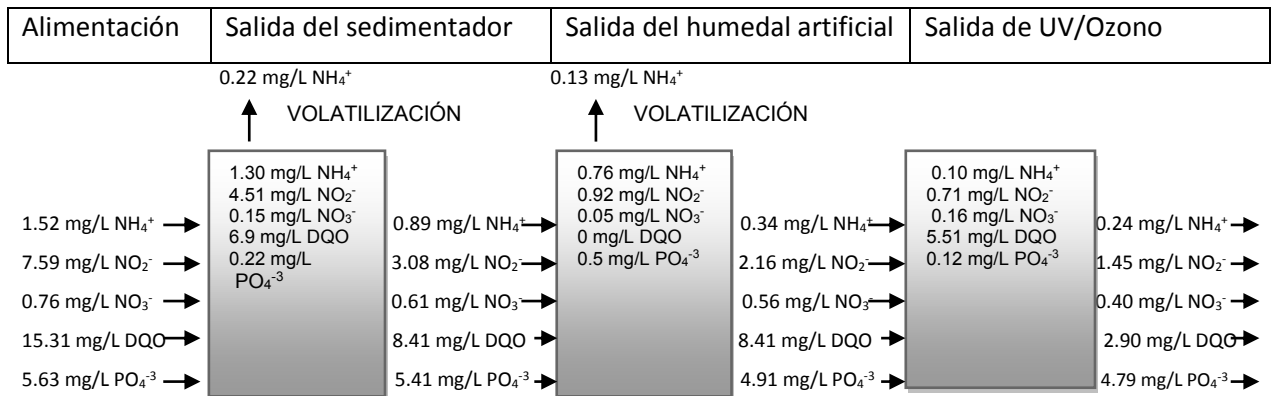 Alimentación Salida del sedimentador Salida del humedal artificial Salida de UV/Ozono
0.22 mg/L NH₄⁺ 0.13 mg/L NH₄⁺
VOLATILIZACIÓN VOLATILIZACIÓN
1.52 mg/L NH₄⁺
7.59 mg/L NO₂⁻
0.76 mg/L NO₃⁻
15.31 mg/L DQO
5.63 mg/L PO₄⁻³
1.30 mg/L NH₄⁺
4.51 mg/L NO₂⁻
0.15 mg/L NO₃⁻
6.9 mg/L DQO
0.22 mg/L
PO₄⁻³
0.89 mg/L NH₄⁺
3.08 mg/L NO₂⁻
0.61 mg/L NO₃⁻
8.41 mg/L DQO
5.41 mg/L PO₄⁻³
0.76 mg/L NH₄⁺
0.92 mg/L NO₂⁻
0.05 mg/L NO₃⁻
0 mg/L DQO
0.5 mg/L PO₄⁻³
0.34 mg/L NH₄⁺
2.16 mg/L NO₂⁻
0.56 mg/L NO₃⁻
8.41 mg/L DQO
4.91 mg/L PO₄⁻³
0.10 mg/L NH₄⁺
0.71 mg/L NO₂⁻
0.16 mg/L NO₃⁻
5.51 mg/L DQO
0.12 mg/L PO₄⁻³
0.24 mg/L NH₄⁺
1.45 mg/L NO₂⁻
0.40 mg/L NO₃⁻
2.90 mg/L DQO
4.79 mg/L PO₄⁻³